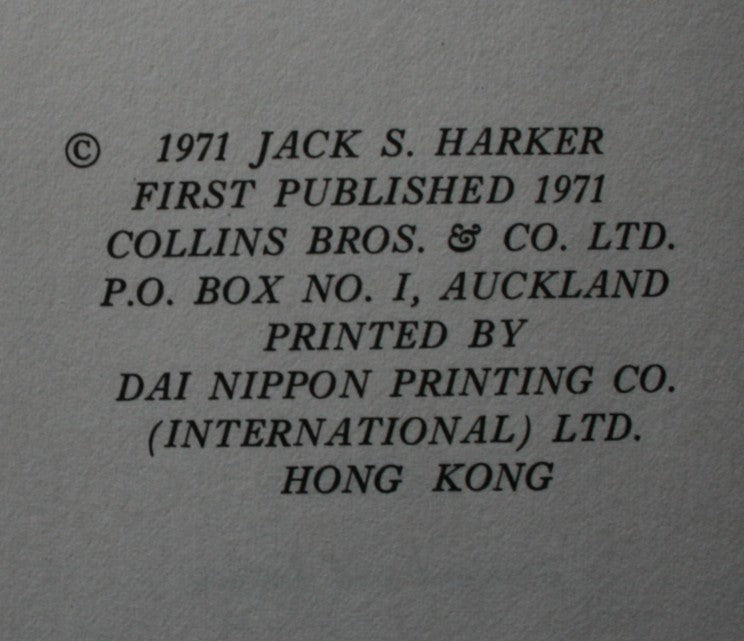 © 1971 JACK S. HARKER
FIRST PUBLISHED 1971
COLLINS BROS. & CO. LTD.
P.O. BOX NO. I, AUCKLAND
PRINTED BY
DAI NIPPON PRINTING CO.
(INTERNATIONAL) LTD.
HONG KONG